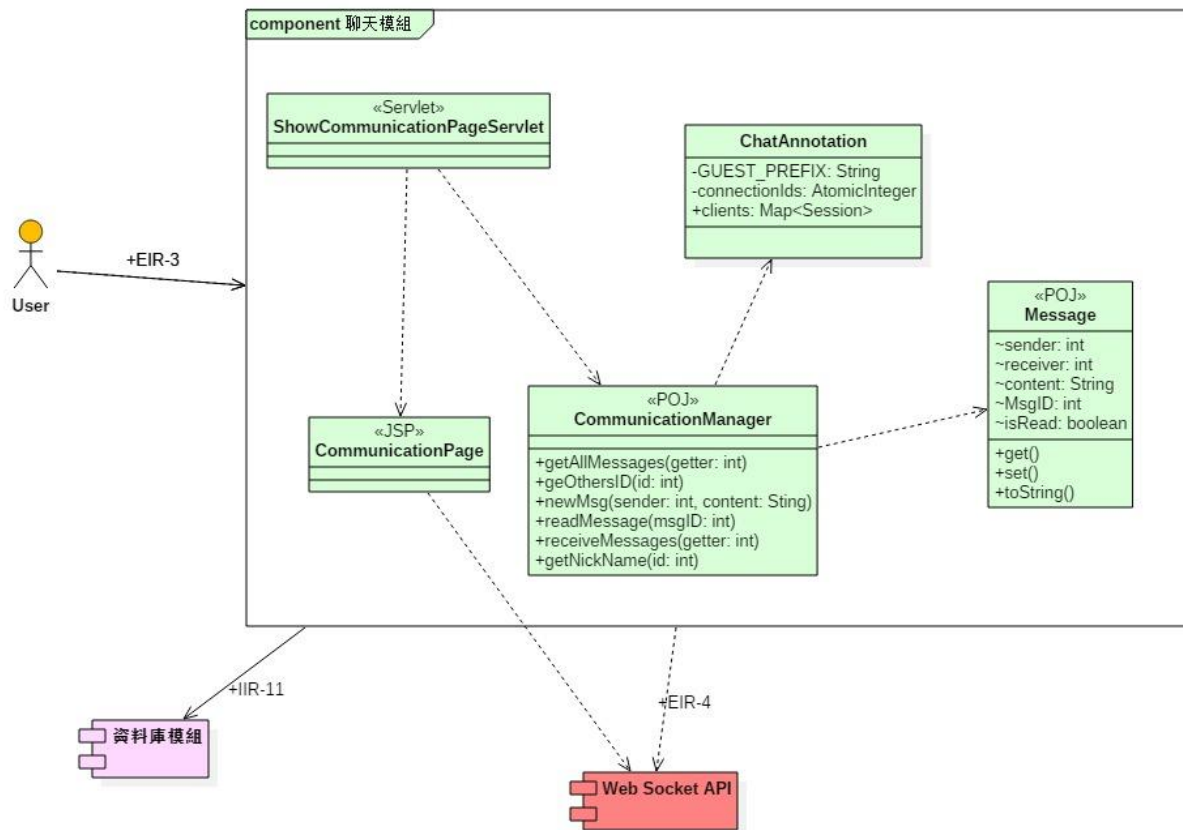 component 聊天模組
«Servlet»
ShowCommunicationPageServlet
ChatAnnotation
-GUEST_PREFIX: String
-connectionIds: AtomicInteger
+clients: Map<Session>
+EIR-3
User
«POJ»
Message
~sender: int
~receiver: int
~content: String
~MsgID: int
~isRead: boolean
+get()
+set()
+toString()
«JSP»
CommunicationPage
«POJ»
CommunicationManager
+getAllMessages(getter: int)
+geOthersID(id: int)
+newMsg(sender: int, content: Sting)
+readMessage(msgID: int)
+receiveMessages(getter: int)
+getNickName(id: int)
+IIR-11
+EIR-4
資料庫模組
Web Socket API